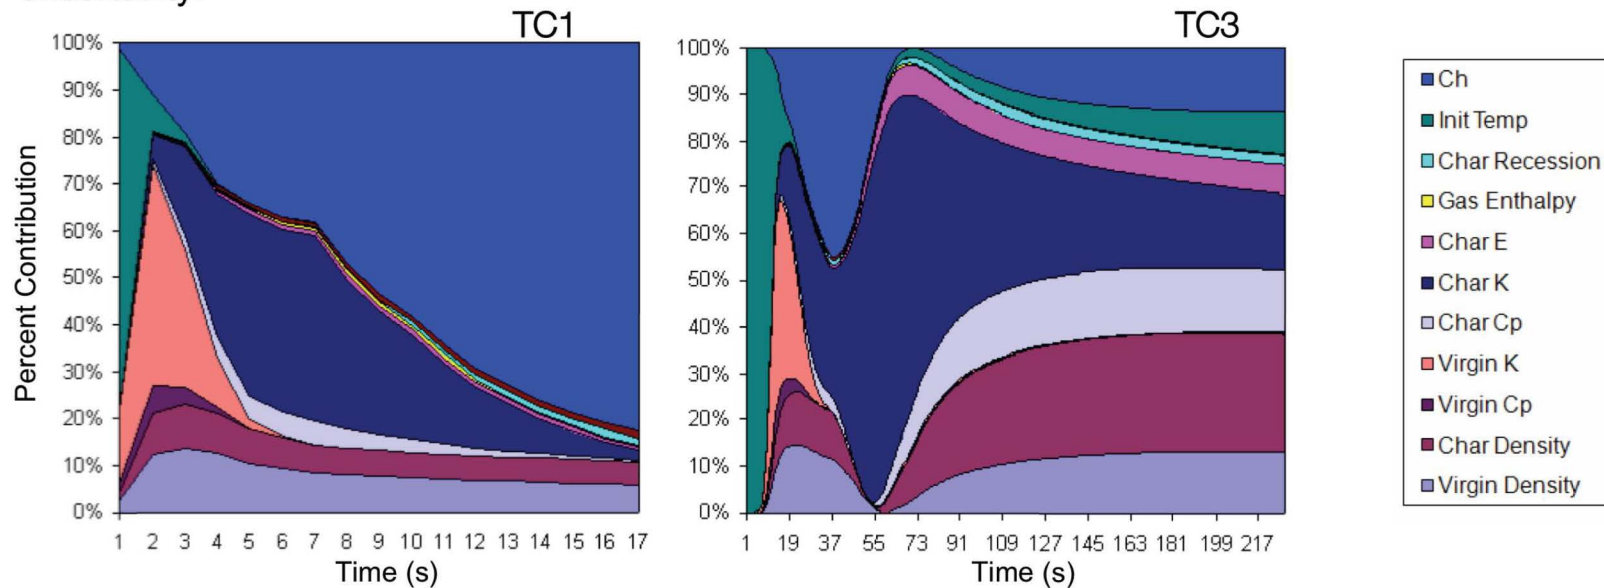 TC1
100%
90%
80%
70%
60%
50%
40%
30%
20%
10%
0%
Percent Contribution
1 2 3 4 5 6 7 8 9 10 11 12 13 14 15 16 17
Time (s)
TC3
100%
90%
80%
70%
60%
50%
40%
30%
20%
10%
0%
1 19 37 55 73 91 109 127 145 163 181 199 217
Time (s)
Ch
Init Temp
Char Recession
Gas Enthalpy
Char E
Char K
Char Cp
Virgin K
Virgin Cp
Char Density
Virgin Density